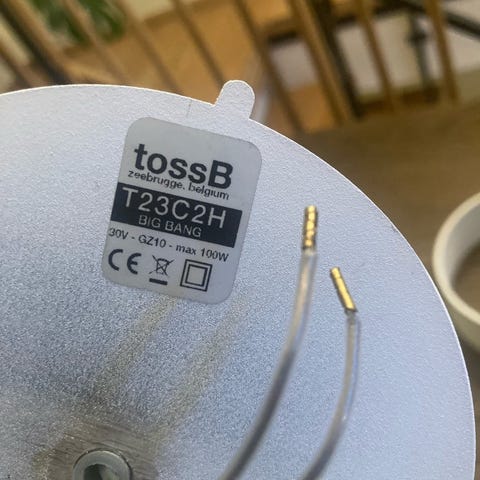 tossB
zeebrugge, belgium
T23C2H
BIG BANG
30V - GZ10 - max 100W
CE